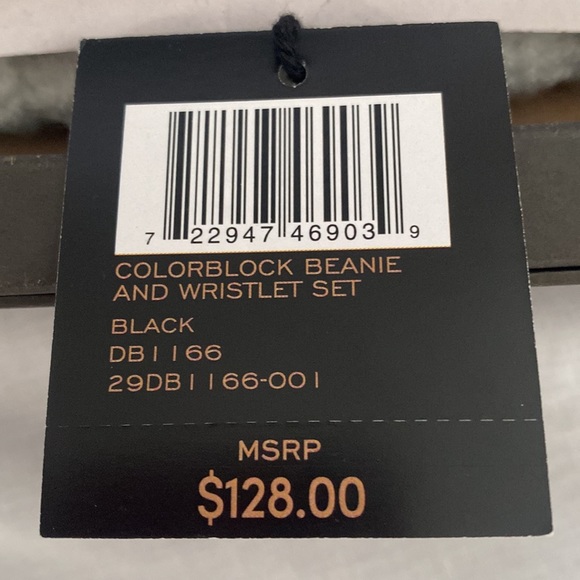 7 22947 46903 9
COLORBLOCK BEANIE
AND WRISTLET SET
BLACK
DB1166
29DB1166-001
MSRP
$128.00